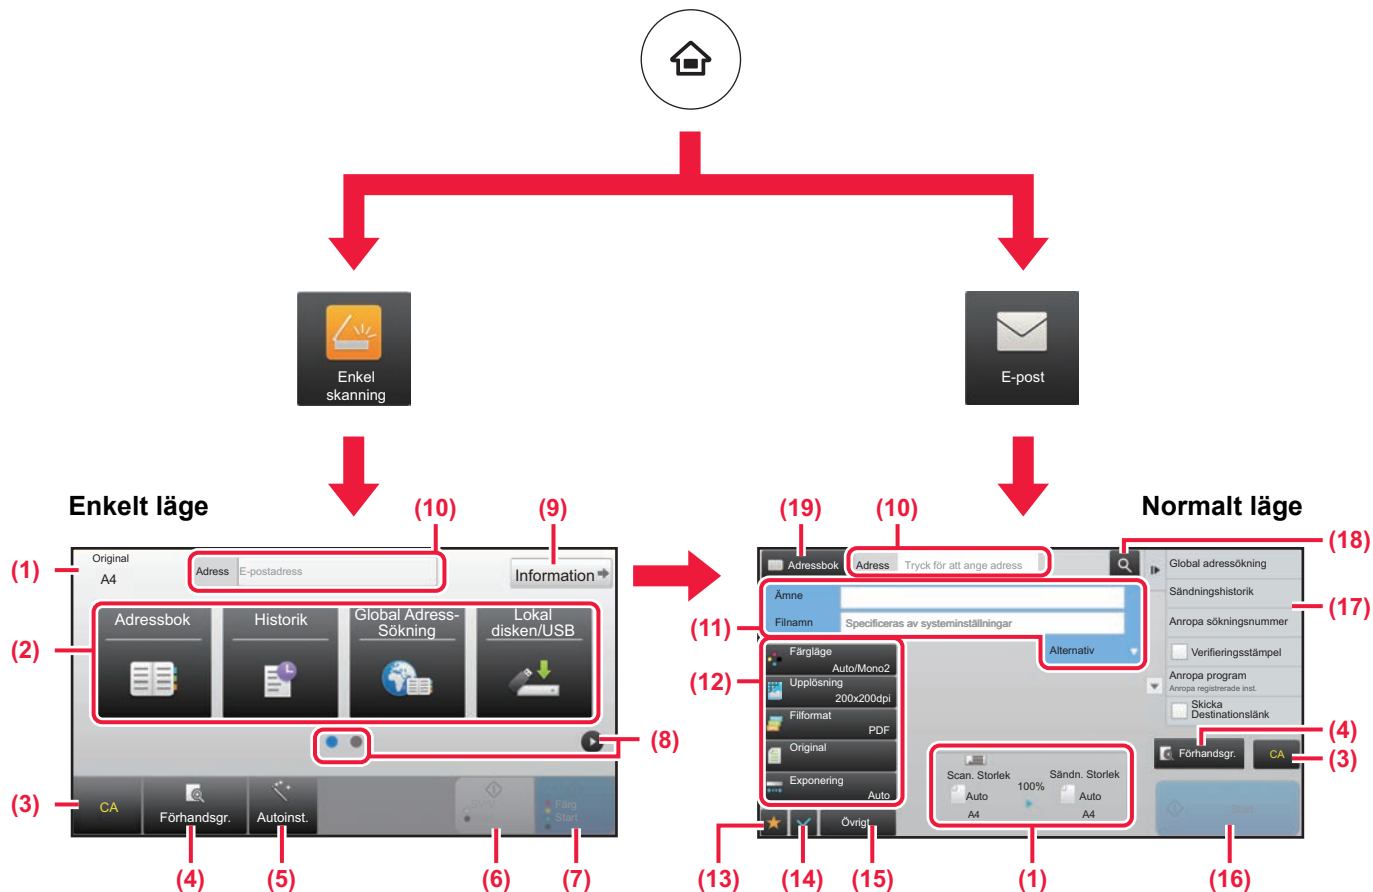 Enkel
skanning
E-post
Enkelt läge
(10)
(9)
(1)
Original
A4
Adress
E-postadress
Information
(2)
Adressbok
Historik
Global Adress-
Sökning
Lokal
disken/USB
(8)
(3)
CA
Förhandsgr.
Autoinst.
Färg
Start
(4)
(5)
(6)
(7)
Normalt läge
(19)
(10)
(18)
Adressbok
Adress
Tryck för att ange adress
Global adressökning
Ämne
Sändningshistorik
(17)
(11)
Filnamn
Specificeras av systeminställningar
Anropa sökningsnummer
Alternativ
Verifieringsstämpel
(12)
Färgläge
Auto/Mono2
Upplösning
200x200dpi
Filformat
PDF
Original
Exponering
Auto
Anropa program
Anropa registrerade inst.
Skicka
Destinationslänk
(4)
Förhandsgr.
CA
(3)
Scan. Storlek
100%
Sändn. Storlek
Auto
A4
Auto
A4
Start
Övrigt
(13)
(14)
(15)
(1)
(16)